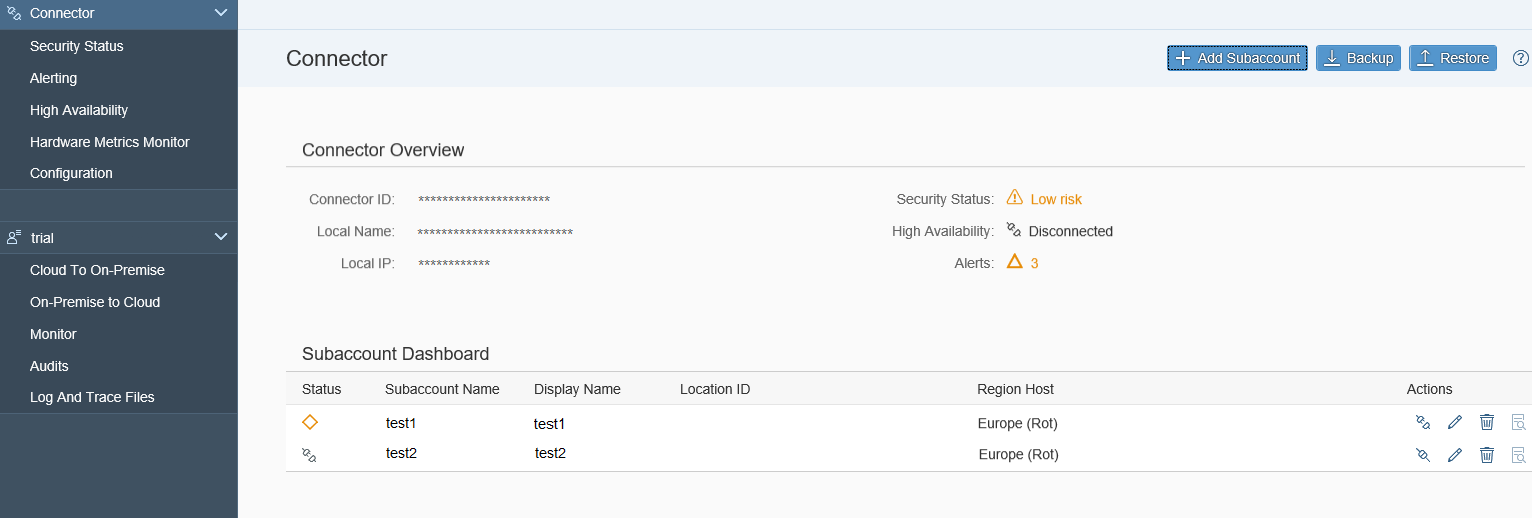 Connector
Security Status
Alerting
High Availability
Hardware Metrics Monitor
Configuration
trial
Cloud To On-Premise
On-Premise to Cloud
Monitor
Audits
Log And Trace Files
Connector
Add Subaccount
Backup
Restore
Connector Overview
Connector ID: **********************
Security Status: Low risk
Local Name: **************************
High Availability: Disconnected
Local IP: ************
Alerts: 3
Subaccount Dashboard
Status Subaccount Name Display Name Location ID Region Host Actions
test1 test1 Europe (Rot)
test2 test2 Europe (Rot)